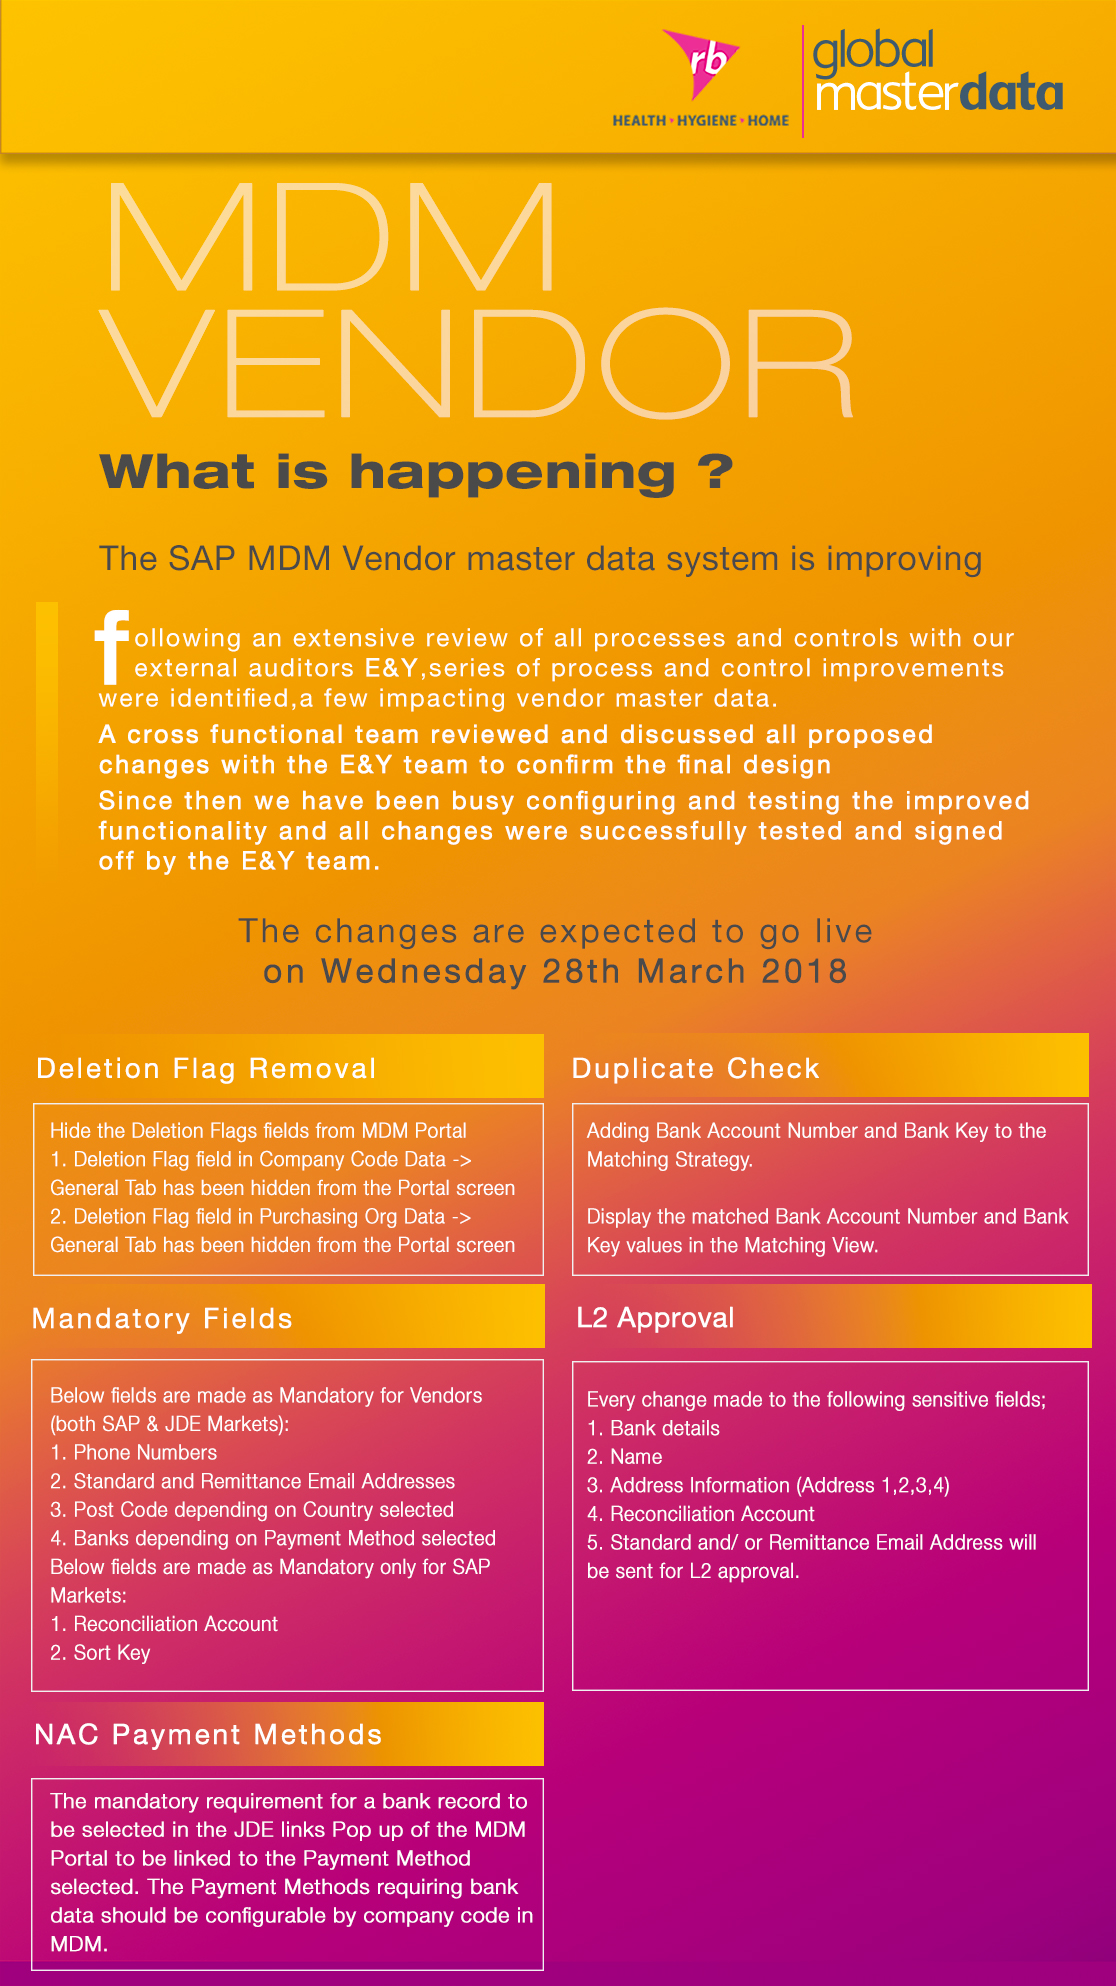 rb
HEALTH • HYGIENE • HOME
global
masterdata
MDM
VENDOR
What is happening ?
The SAP MDM Vendor master data system is improving
following an extensive review of all processes and controls with our
external auditors E&Y,series of process and control improvements
were identified,a few impacting vendor master data.
A cross functional team reviewed and discussed all proposed
changes with the E&Y team to confirm the final design
Since then we have been busy configuring and testing the improved
functionality and all changes were successfully tested and signed
off by the E&Y team.
The changes are expected to go live
on Wednesday 28th March 2018
Deletion Flag Removal
Hide the Deletion Flags fields from MDM Portal
1. Deletion Flag field in Company Code Data ->
General Tab has been hidden from the Portal screen
2. Deletion Flag field in Purchasing Org Data ->
General Tab has been hidden from the Portal screen
Duplicate Check
Adding Bank Account Number and Bank Key to the
Matching Strategy.
Display the matched Bank Account Number and Bank
Key values in the Matching View.
Mandatory Fields
Below fields are made as Mandatory for Vendors
(both SAP & JDE Markets):
1. Phone Numbers
2. Standard and Remittance Email Addresses
3. Post Code depending on Country selected
4. Banks depending on Payment Method selected
Below fields are made as Mandatory only for SAP
Markets:
1. Reconciliation Account
2. Sort Key
L2 Approval
Every change made to the following sensitive fields;
1. Bank details
2. Name
3. Address Information (Address 1,2,3,4)
4. Reconciliation Account
5. Standard and/ or Remittance Email Address will
be sent for L2 approval.
NAC Payment Methods
The mandatory requirement for a bank record to
be selected in the JDE links Pop up of the MDM
Portal to be linked to the Payment Method
selected. The Payment Methods requiring bank
data should be configurable by company code in
MDM.